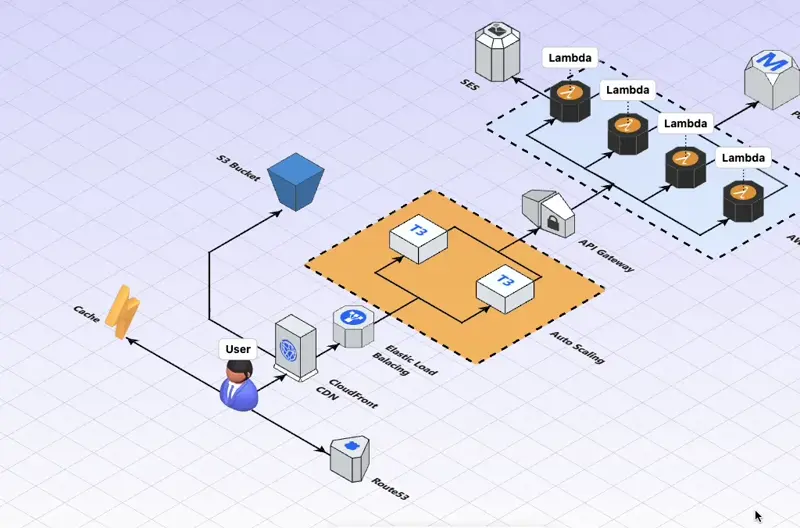 SES
Lambda
Lambda
Lambda
Lambda
M
S3 Bucket
T3
T3
API Gateway
Cache
User
Elastic Load
Balacing
Auto Scaling
CloudFront
CDN
Route53